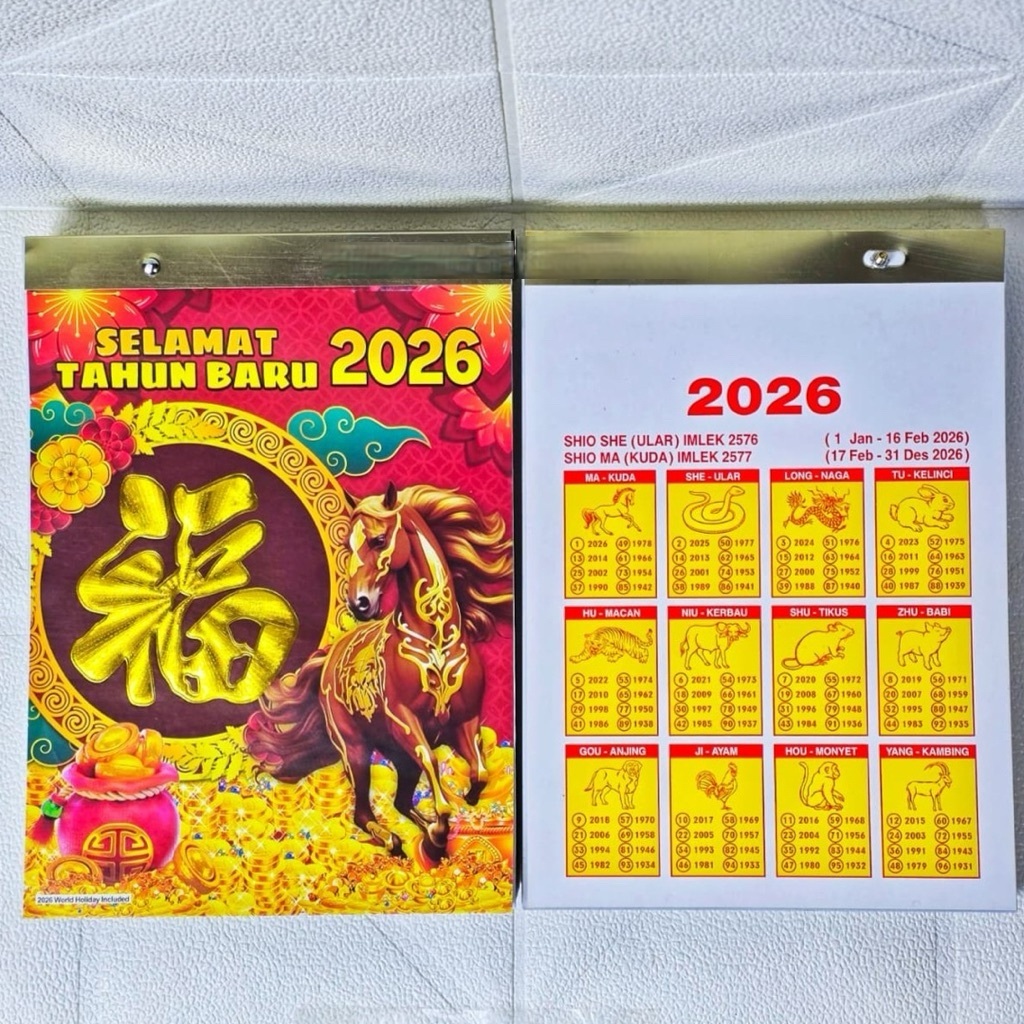 SELAMAT
TAHUN BARU 2026
福
2026 World Holiday Included
2026
SHIO SHE (ULAR) IMLEK 2576 ( 1 Jan - 16 Feb 2026)
SHIO MA (KUDA) IMLEK 2577 (17 Feb - 31 Des 2026)
MA - KUDA
1 2026 49 1978
13 2014 61 1966
25 2002 73 1954
37 1990 85 1942
SHE - ULAR
2 2025 50 1977
14 2013 62 1965
26 2001 74 1953
38 1989 86 1941
LONG - NAGA
3 2024 51 1976
15 2012 63 1964
27 2000 75 1952
39 1988 87 1940
TU - KELINCI
4 2023 52 1975
16 2011 64 1963
28 1999 76 1951
40 1987 88 1939
HU - MACAN
5 2022 53 1974
17 2010 65 1962
29 1998 77 1950
41 1986 89 1938
NIU - KERBAU
6 2021 54 1973
18 2009 66 1961
30 1997 78 1949
42 1985 90 1937
SHU - TIKUS
7 2020 55 1972
19 2008 67 1960
31 1996 79 1948
43 1984 91 1936
ZHU - BABI
8 2019 56 1971
20 2007 68 1959
32 1995 80 1947
44 1983 92 1935
GOU - ANJING
9 2018 57 1970
21 2006 69 1958
33 1994 81 1946
45 1982 93 1934
JI - AYAM
10 2017 58 1969
22 2005 70 1957
34 1993 82 1945
46 1981 94 1933
HOU - MONYET
11 2016 59 1968
23 2004 71 1956
35 1992 83 1944
47 1980 95 1932
YANG - KAMBING
12 2015 60 1967
24 2003 72 1955
36 1991 84 1943
48 1979 96 1931